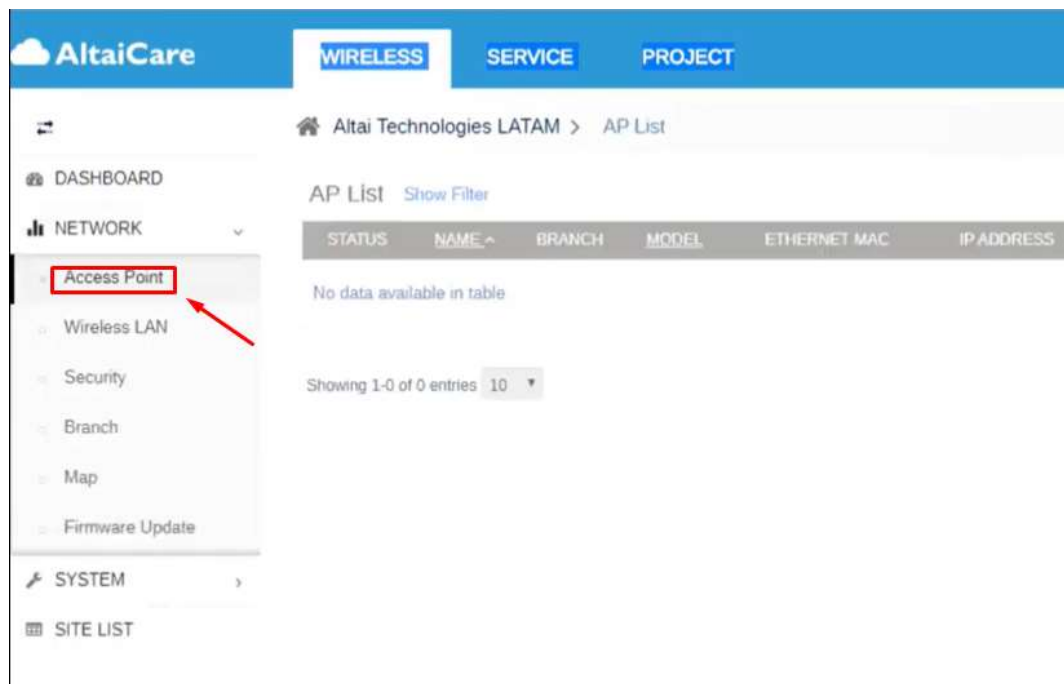 AltaiCare
WIRELESS SERVICE PROJECT
Altai Technologies LATAM > AP List
DASHBOARD
NETWORK
Access Point
Wireless LAN
Security
Branch
Map
Firmware Update
SYSTEM
SITE LIST
AP List Show Filter
STATUS NAME BRANCH MODEL ETHERNET MAC IP ADDRESS
No data available in table
Showing 1-0 of 0 entries 10